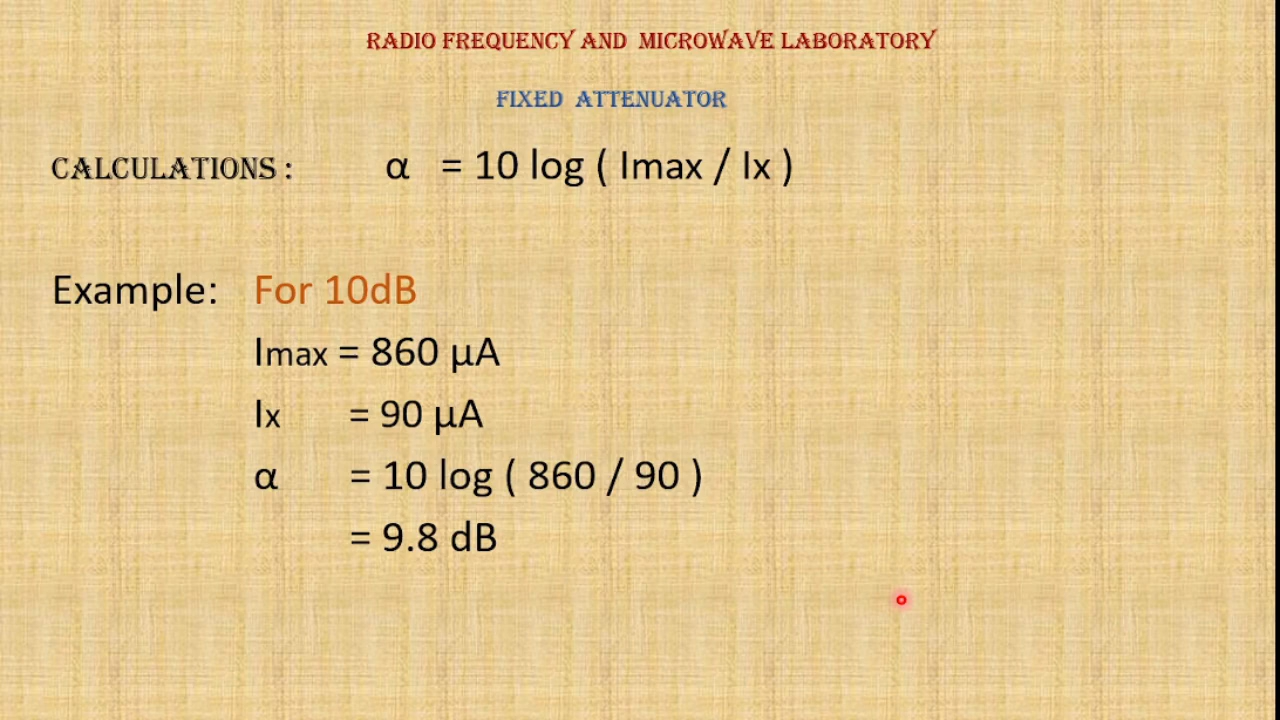 RADIO FREQUENCY AND MICROWAVE LABORATORY
FIXED ATTENUATOR
CALCULATIONS : α = 10 log ( Imax / Ix )
Example: For 10dB
Imax = 860 µA
Ix = 90 µA
α = 10 log ( 860 / 90 )
= 9.8 dB